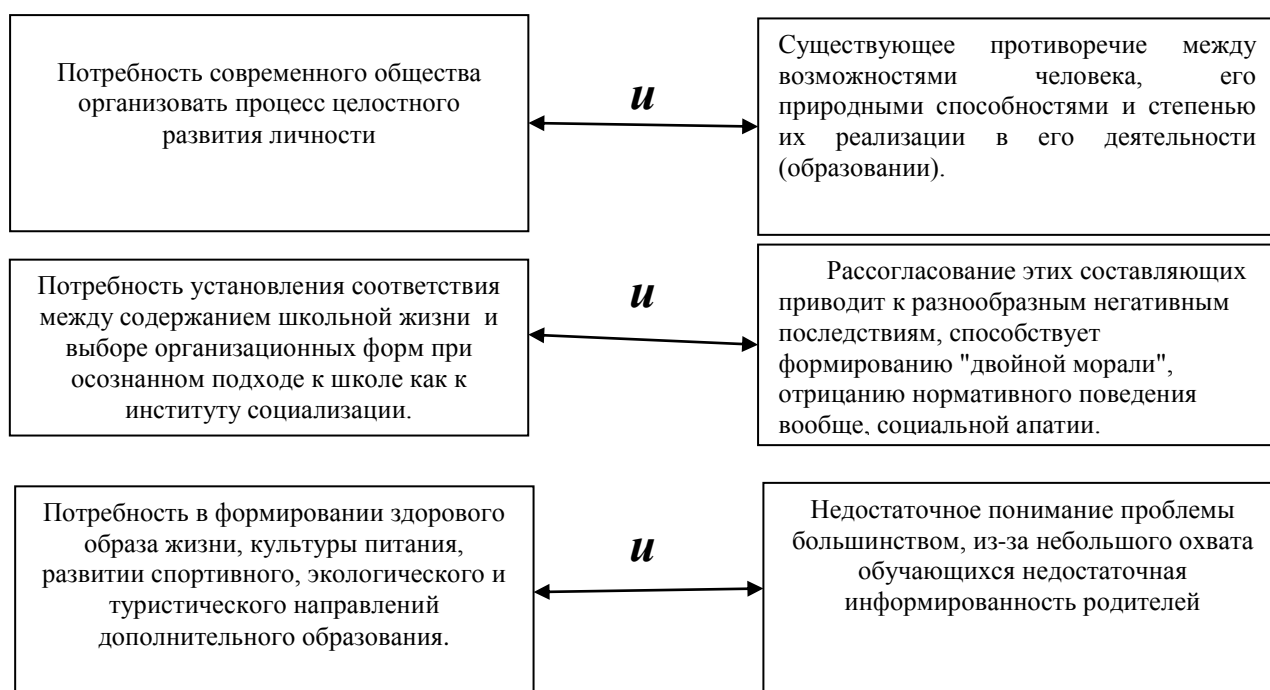 Потребность современного общества
организовать процесс целостного
развития личности
и
Существующее противоречие между
возможностями человека, его
природными способностями и степенью
их реализации в его деятельности
(образовании).
Потребность установления соответствия
между содержанием школьной жизни и
выборе организационных форм при
осознанном подходе к школе как к
институту социализации.
и
Рассогласование этих составляющих
приводит к разнообразным негативным
последствиям, способствует
формированию "двойной морали",
отрицанию нормативного поведения
вообще, социальной апатии.
Потребность в формировании здорового
образа жизни, культуры питания,
развитии спортивного, экологического и
туристического направлений
дополнительного образования.
и
Недостаточное понимание проблемы
большинством, из-за небольшого охвата
обучающихся недостаточная
информированность родителей